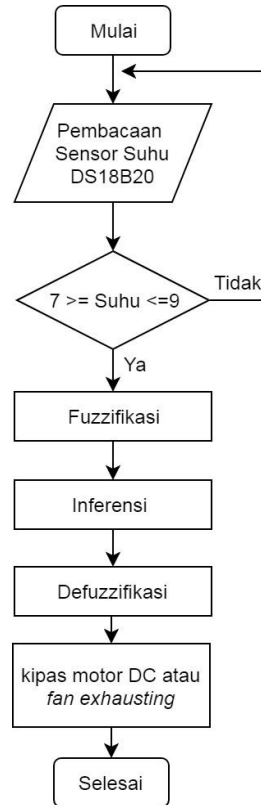 Mulai
Pembacaan
Sensor Suhu
DS18B20
7 >= Suhu <=9
Tidak
Ya
Fuzzifikasi
Inferensi
Defuzzifikasi
kipas motor DC atau
fan exhausting
Selesai